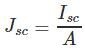 J_{sc} = \frac{I_{sc}}{A}